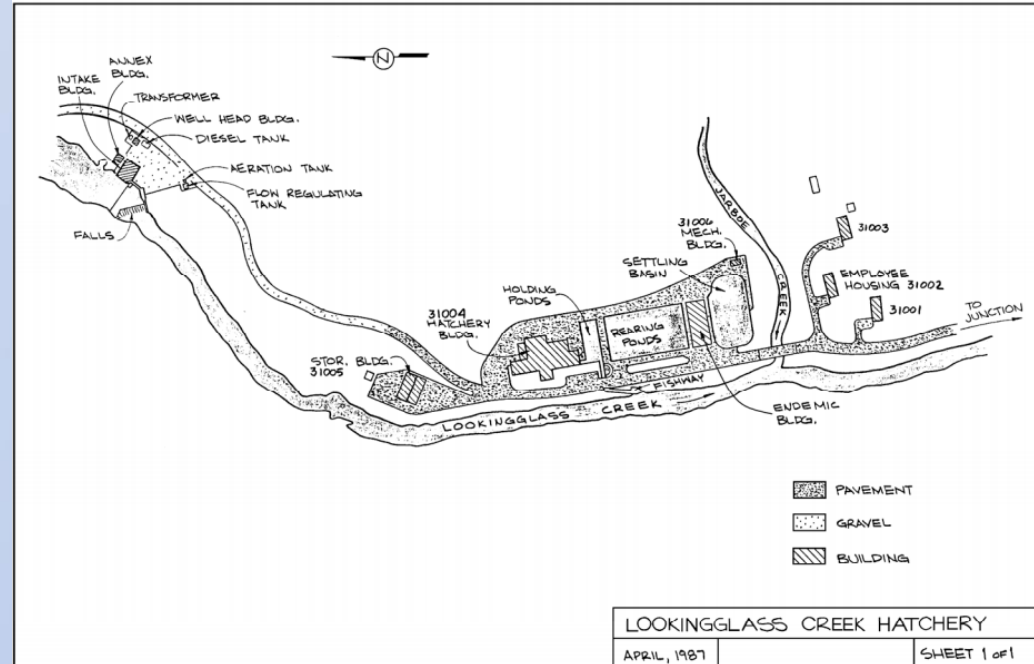 N
ANNEX
BLDG.
INTAKE
BLDG.
TRANSFORMER
WELL HEAD BLDG.
DIESEL TANK
AERATION TANK
FLOW REGULATING
TANK
FALLS
JARBOE
CREEK
31006
MECH.
BLDG.
31003
SETTLING
BASIN
EMPLOYEE
HOUSING 31002
31001
TO
JUNCTION
HOLDING
PONDS
31004
HATCHERY
BLDG.
REARING
PONDS
STOR. BLDG.
31005
FISHWAY
LOOKINGGLASS CREEK
ENDEMIC
BLDG.
PAVEMENT
GRAVEL
BUILDING
LOOKINGGLASS CREEK HATCHERY
APRIL, 1987
SHEET 1 OF 1